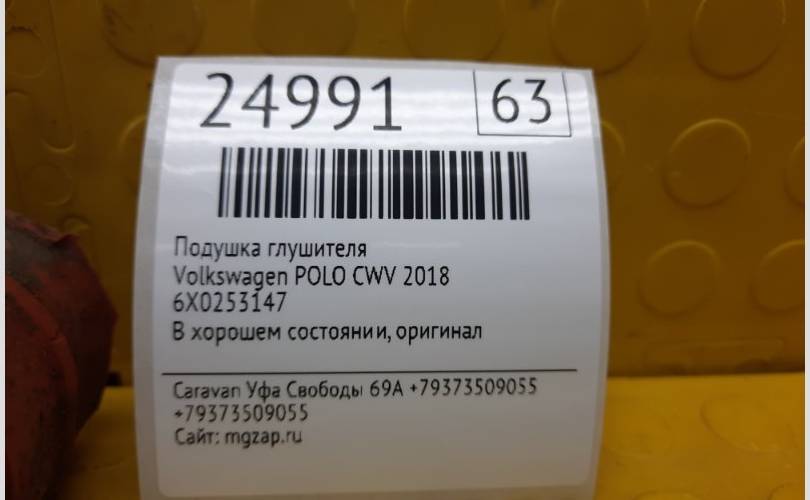 24991 63
Подушка глушителя
Volkswagen POLO CWV 2018
6X0253147
В хорошем состоянии, оригинал
Caravan Уфа Свободы 69А +79373509055
+79373509055
Сайт: mgzap.ru